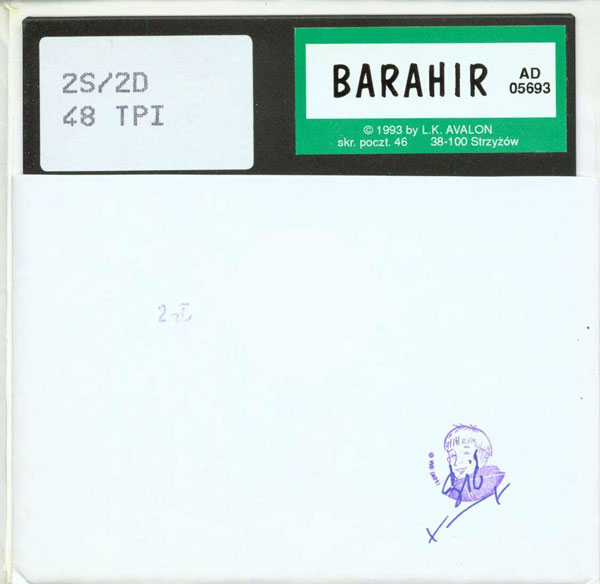 2S/2D
48 TPI
BARAHIR
AD
05693
© 1993 by L.K. AVALON
skr. poczt. 46 38-100 Strzyżów